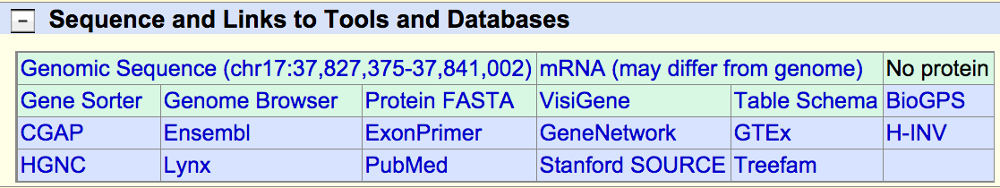 Sequence and Links to Tools and Databases
Genomic Sequence (chr17:37,827,375-37,841,002) mRNA (may differ from genome) No protein
Gene Sorter Genome Browser Protein FASTA VisiGene Table Schema BioGPS
CGAP Ensembl ExonPrimer GeneNetwork GTEx H-INV
HGNC Lynx PubMed Stanford SOURCE Treefam